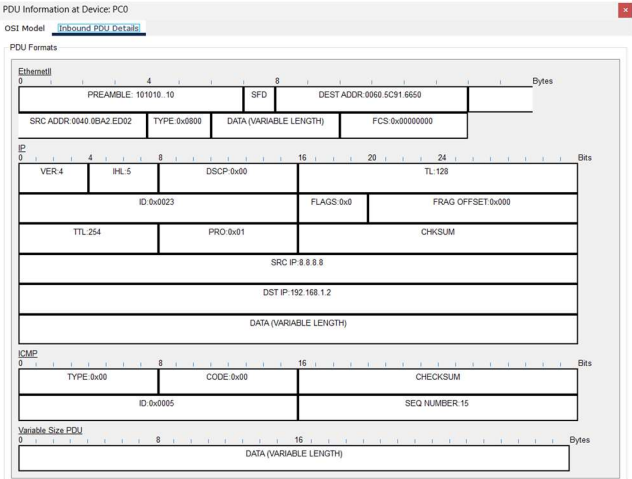 PDU Information at Device: PC0
OSI Model Inbound PDU Details
PDU Formats
EthernetII
0 4 8 Bytes
PREAMBLE: 101010..10 SFD DEST ADDR:0060.5C91.6650
SRC ADDR:0040.0BA2.ED02 TYPE:0x0800 DATA (VARIABLE LENGTH) FCS:0x00000000
IP
0 4 8 16 20 24 Bits
VER:4 IHL:5 DSCP:0x00 TL:128
ID:0x0023 FLAGS:0x0 FRAG OFFSET:0x000
TTL:254 PRO:0x01 CHKSUM
SRC IP:8.8.8.8
DST IP:192.168.1.2
DATA (VARIABLE LENGTH)
ICMP
0 8 16 Bits
TYPE:0x00 CODE:0x00 CHECKSUM
ID:0x0005 SEQ NUMBER:15
Variable Size PDU
0 8 16 Bytes
DATA (VARIABLE LENGTH)